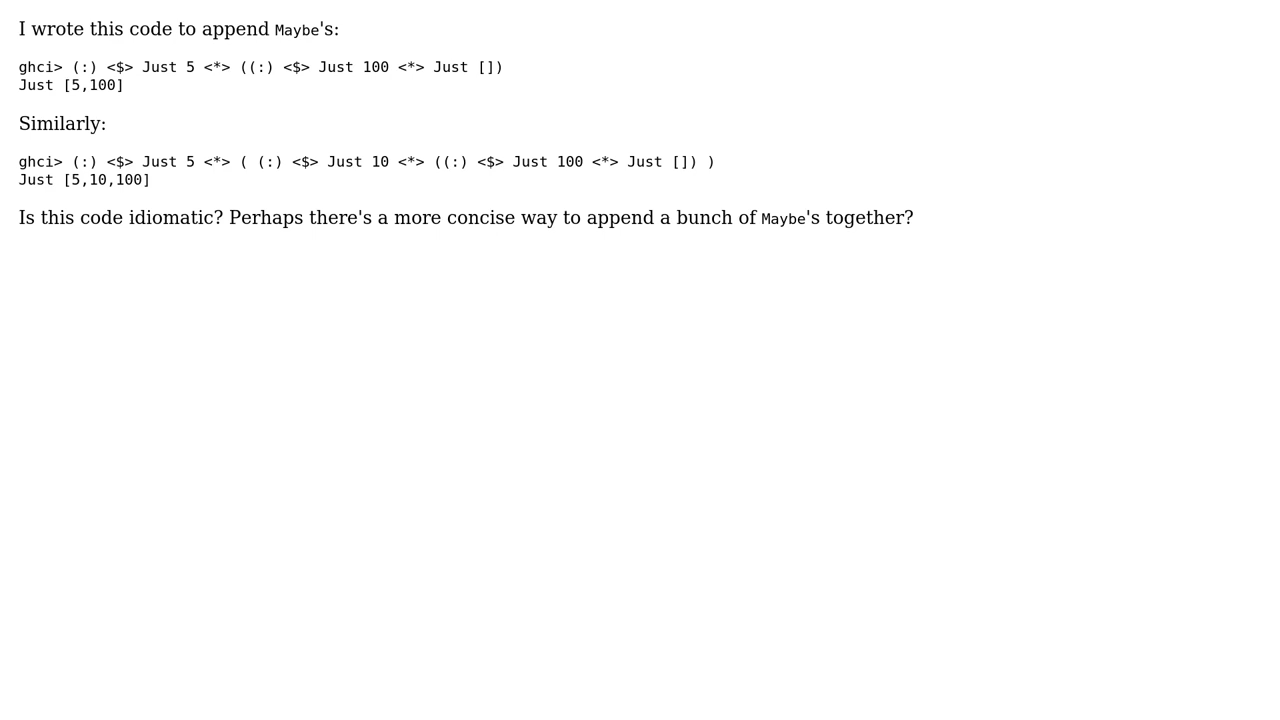 I wrote this code to append Maybe's:
ghci> (:) <$> Just 5 <*> ((:) <$> Just 100 <*> Just [])
Just [5,100]
Similarly:
ghci> (:) <$> Just 5 <*> ( (:) <$> Just 10 <*> ((:) <$> Just 100 <*> Just []) )
Just [5,10,100]
Is this code idiomatic? Perhaps there's a more concise way to append a bunch of Maybe's together?